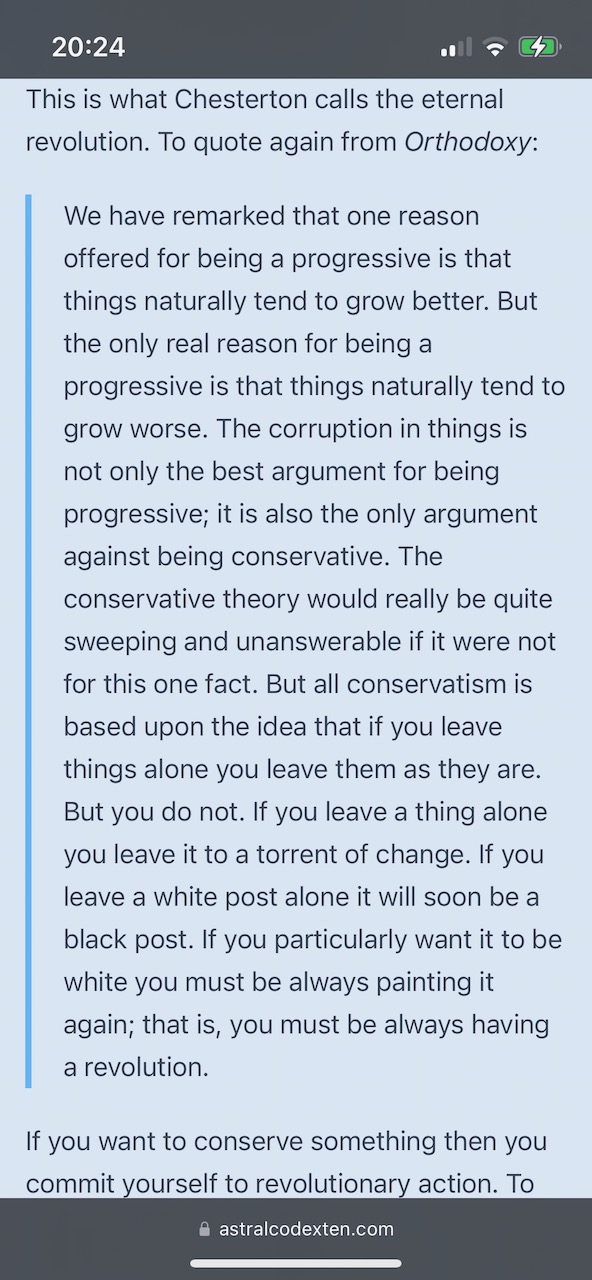 20:24
This is what Chesterton calls the eternal
revolution. To quote again from Orthodoxy:
We have remarked that one reason
offered for being a progressive is that
things naturally tend to grow better. But
the only real reason for being a
progressive is that things naturally tend to
grow worse. The corruption in things is
not only the best argument for being
progressive; it is also the only argument
against being conservative. The
conservative theory would really be quite
sweeping and unanswerable if it were not
for this one fact. But all conservatism is
based upon the idea that if you leave
things alone you leave them as they are.
But you do not. If you leave a thing alone
you leave it to a torrent of change. If you
leave a white post alone it will soon be a
black post. If you particularly want it to be
white you must be always painting it
again; that is, you must be always having
a revolution.
If you want to conserve something then you
commit yourself to revolutionary action. To
astralcodexten.com